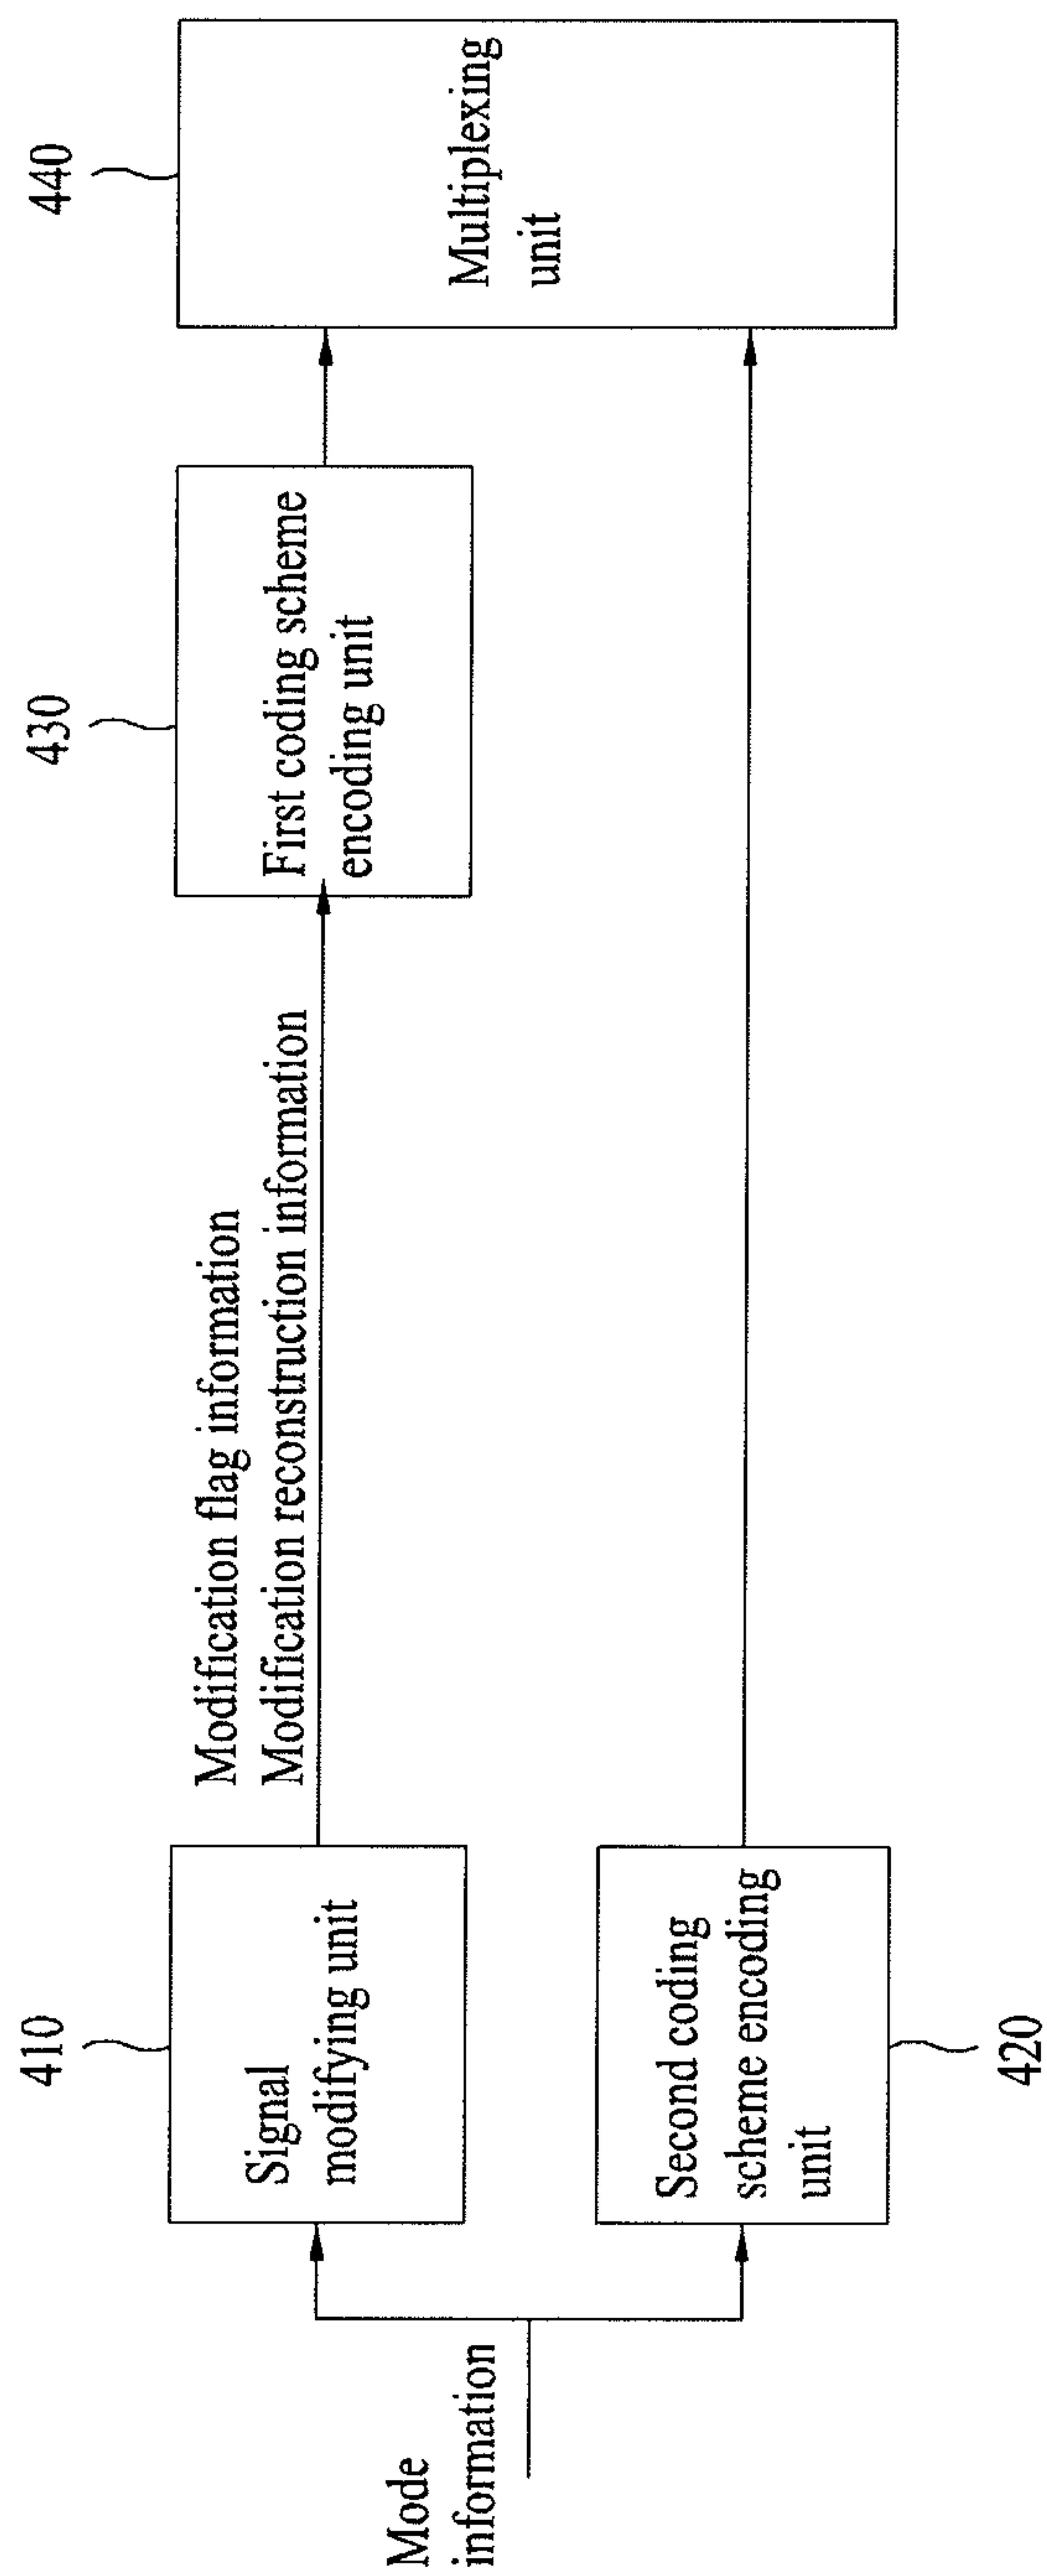 Mode
information
410
Signal
modifying unit
Modification flag information
Modification reconstruction information
430
First coding scheme
encoding unit
440
Multiplexing
unit
Second coding
scheme encoding
unit
420